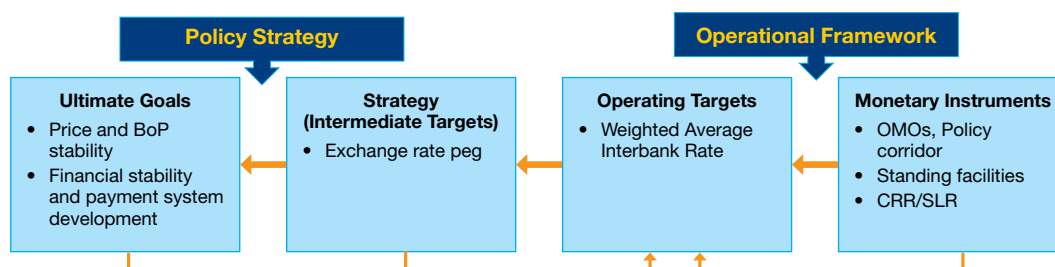 Policy Strategy
Operational Framework
Ultimate Goals
• Price and BoP
stability
• Financial stability
and payment system
development
Strategy
(Intermediate Targets)
• Exchange rate peg
Operating Targets
• Weighted Average
Interbank Rate
Monetary Instruments
• OMOs, Policy
corridor
• Standing facilities
• CRR/SLR